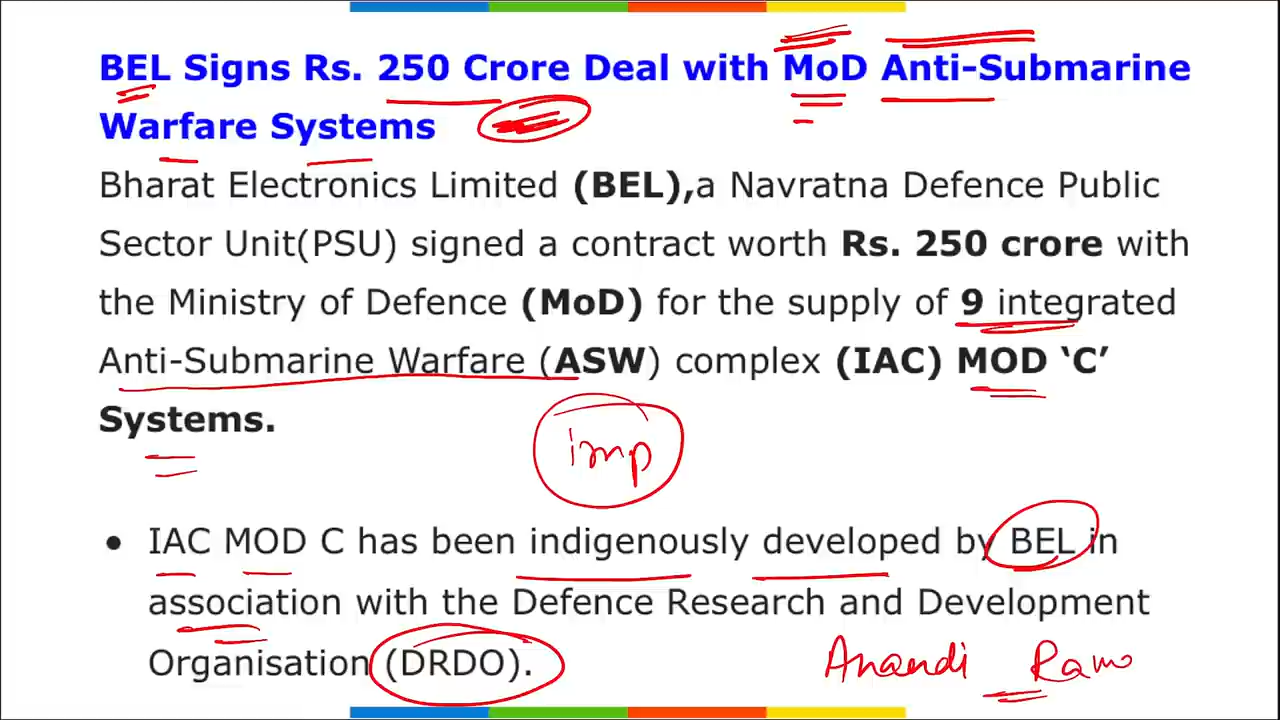 BEL Signs Rs. 250 Crore Deal with MoD Anti-Submarine
Warfare Systems
Bharat Electronics Limited (BEL),a Navratna Defence Public
Sector Unit(PSU) signed a contract worth Rs. 250 crore with
the Ministry of Defence (MoD) for the supply of 9 integrated
Anti-Submarine Warfare (ASW) complex (IAC) MOD ‘C’
Systems.
imp
IAC MOD C has been indigenously developed by BEL in
association with the Defence Research and Development
Organisation (DRDO).
Anandi